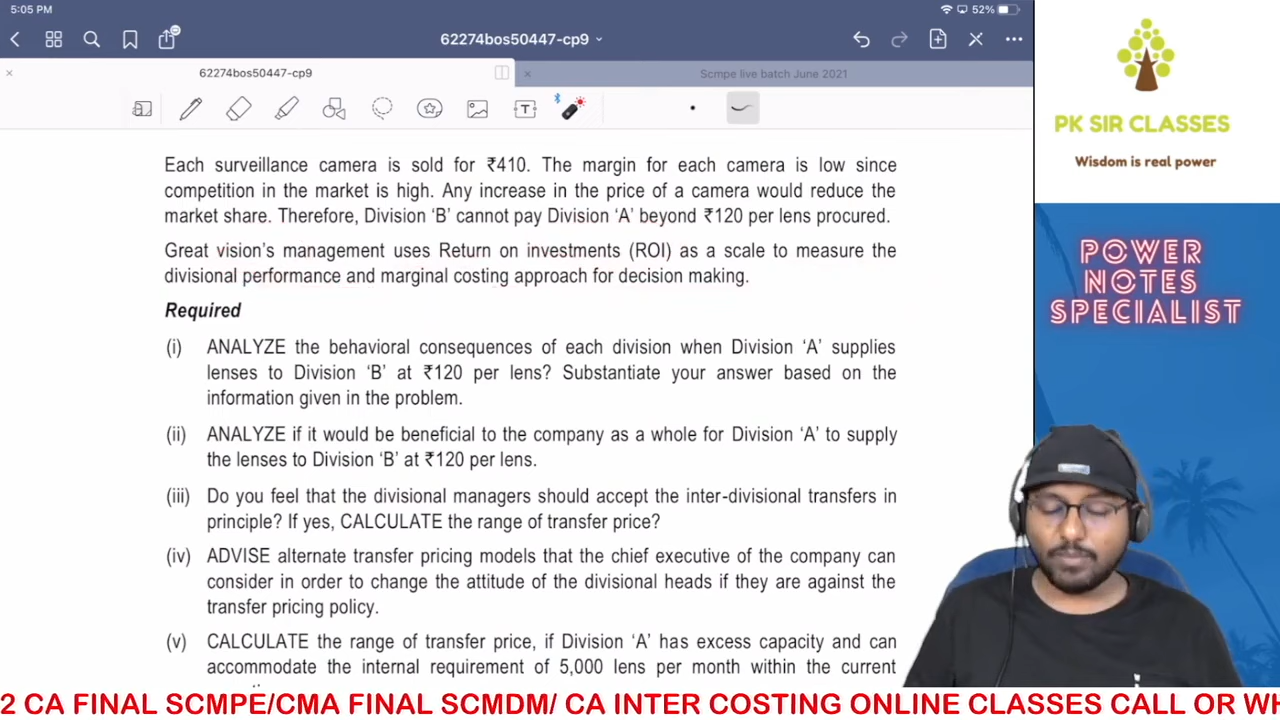 5:05 PM
52%
62274bos50447-cp9
62274bos50447-cp9
Scmpe live batch June 2021
T
Each surveillance camera is sold for ₹410. The margin for each camera is low since
competition in the market is high. Any increase in the price of a camera would reduce the
market share. Therefore, Division 'B' cannot pay Division 'A' beyond ₹120 per lens procured.
Great vision's management uses Return on investments (ROI) as a scale to measure the
divisional performance and marginal costing approach for decision making.
Required
(i) ANALYZE the behavioral consequences of each division when Division 'A' supplies
lenses to Division 'B' at ₹120 per lens? Substantiate your answer based on the
information given in the problem.
(ii) ANALYZE if it would be beneficial to the company as a whole for Division 'A' to supply
the lenses to Division 'B' at ₹120 per lens.
(iii) Do you feel that the divisional managers should accept the inter-divisional transfers in
principle? If yes, CALCULATE the range of transfer price?
(iv) ADVISE alternate transfer pricing models that the chief executive of the company can
consider in order to change the attitude of the divisional heads if they are against the
transfer pricing policy.
(v) CALCULATE the range of transfer price, if Division 'A' has excess capacity and can
accommodate the internal requirement of 5,000 lens per month within the current
PK SIR CLASSES
Wisdom is real power
POWER
NOTES
SPECIALIST
2 CA FINAL SCMPE/CMA FINAL SCMDM/ CA INTER COSTING ONLINE CLASSES CALL OR WH